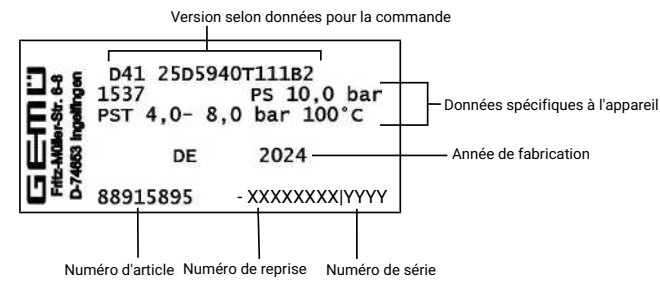 Version selon données pour la commande
GEMÜ
Fritz-Müller-Str. 6-8
D-74653 Ingelfingen
D41 25D5940T111B2
1537 PS 10,0 bar
PST 4,0- 8,0 bar 100°C
Données spécifiques à l'appareil
DE 2024
Année de fabrication
88915895 -XXXXXXXX|YYYY
Numéro d'article Numéro de reprise Numéro de série